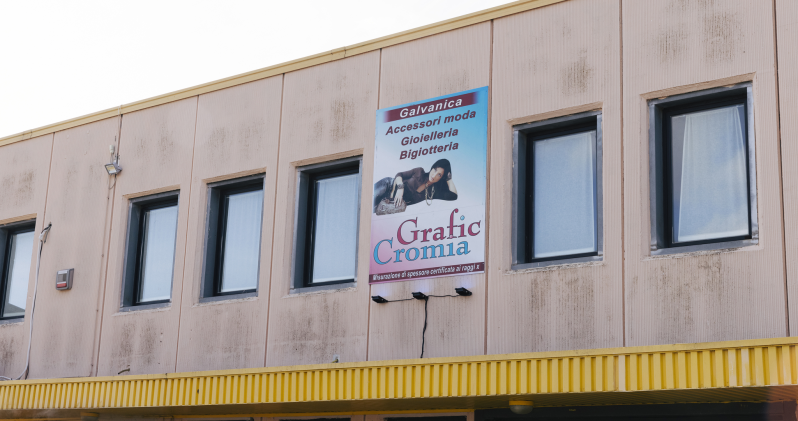 Galvanica
Accessori moda
Gioielleria
Bigiotteria
Grafic
Cromia
Misurazione di spessore certificata ai raggi x